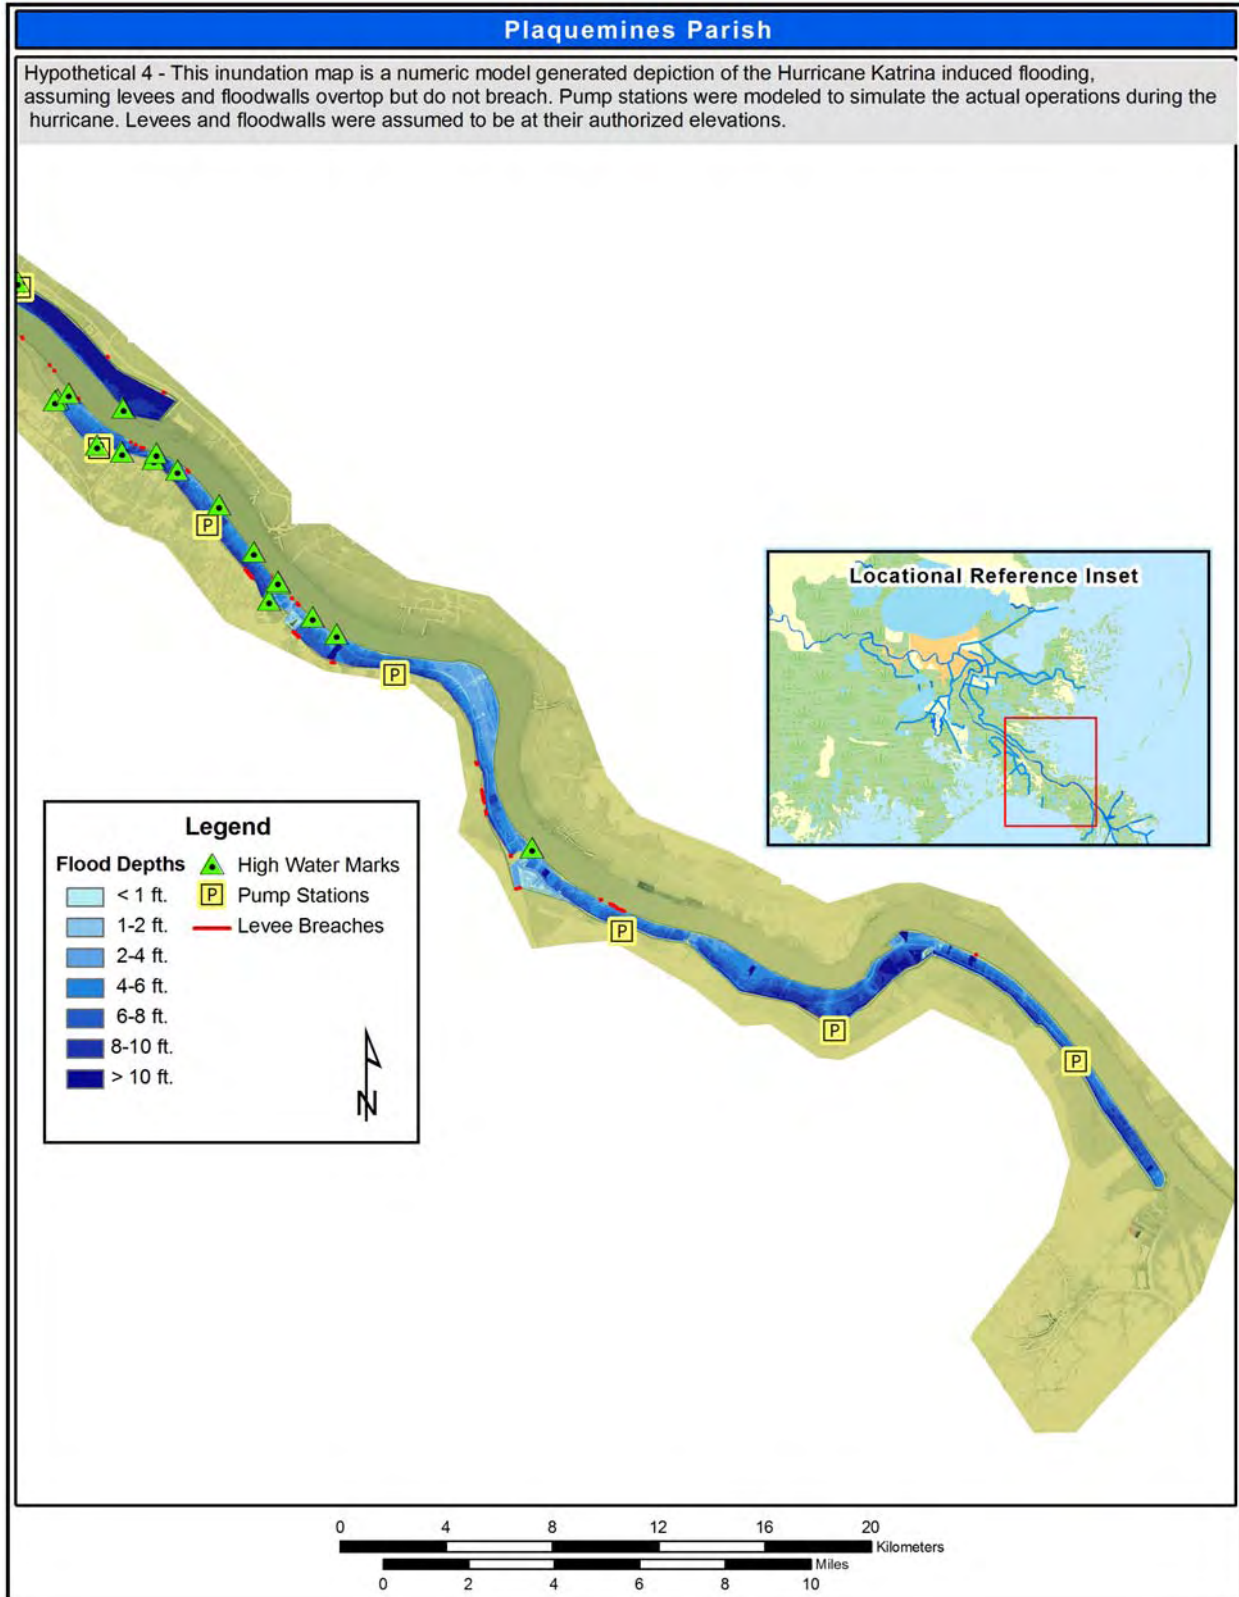 Plaquemines Parish
Hypothetical 4 - This inundation map is a numeric model generated depiction of the Hurricane Katrina induced flooding,
assuming levees and floodwalls overtop but do not breach. Pump stations were modeled to simulate the actual operations during the
hurricane. Levees and floodwalls were assumed to be at their authorized elevations.
P
P
P
P
P
Locational Reference Inset
Legend
Flood Depths
High Water Marks
< 1 ft.
P Pump Stations
1-2 ft.
Levee Breaches
2-4 ft.
4-6 ft.
6-8 ft.
8-10 ft.
> 10 ft.
N
0 4 8 12 16 20
Kilometers
Miles
0 2 4 6 8 10